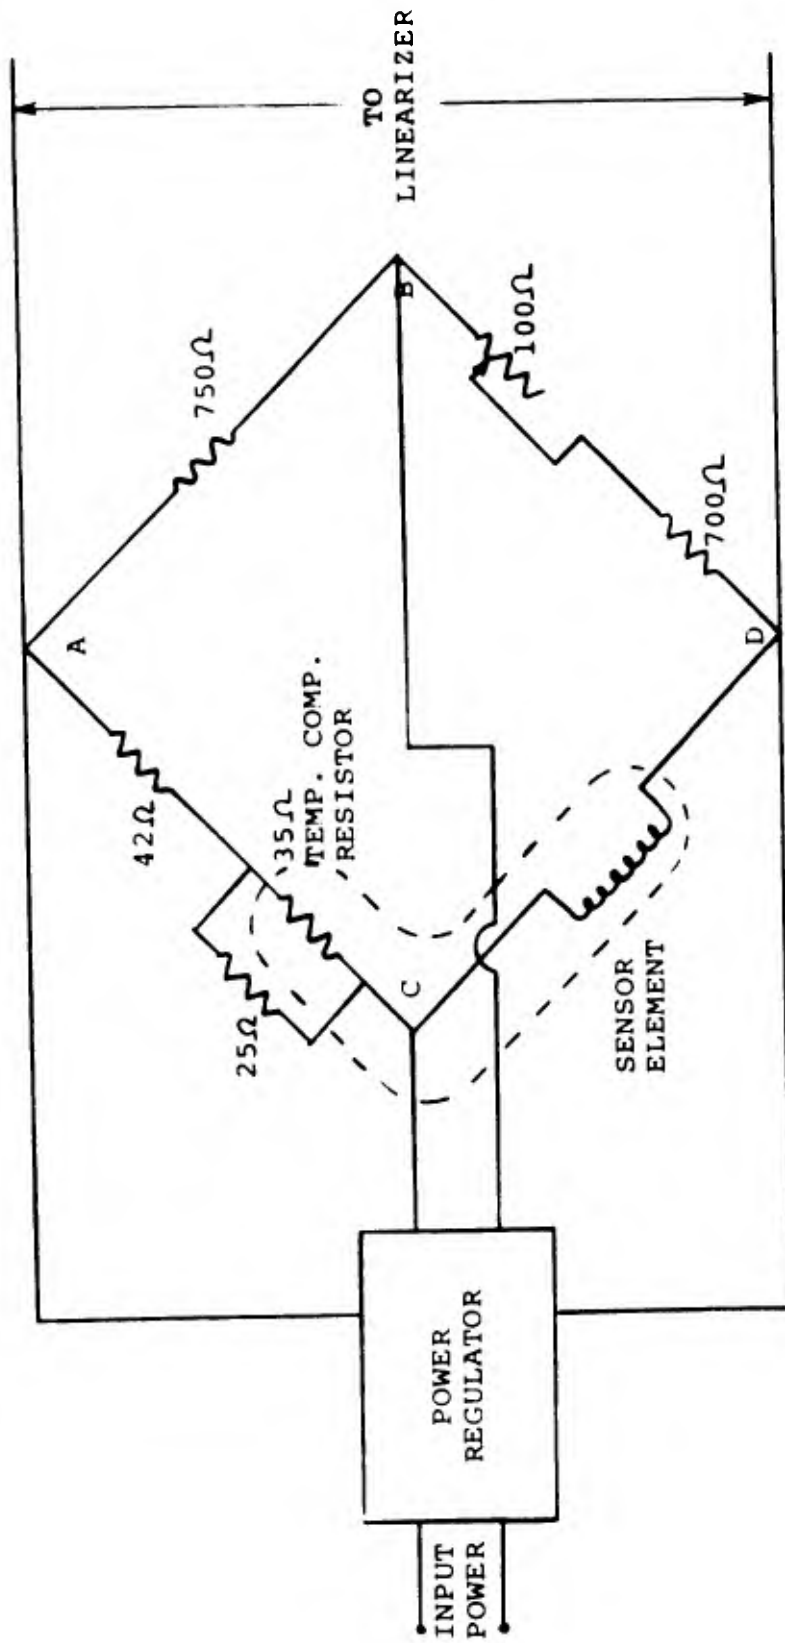 TO
LINEARIZER
750Ω
B
100Ω
A
700Ω
D
42Ω
35Ω
TEMP. COMP.
RESISTOR
25Ω
C
SENSOR
ELEMENT
POWER
REGULATOR
INPUT
POWER